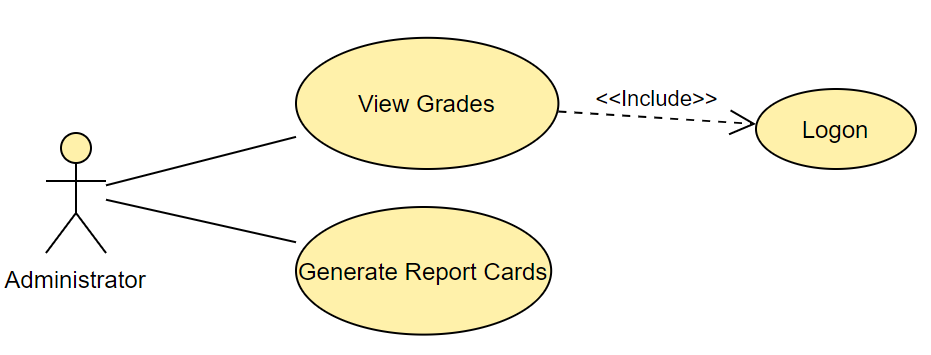 View Grades
<<Include>>
Logon
Administrator
Generate Report Cards